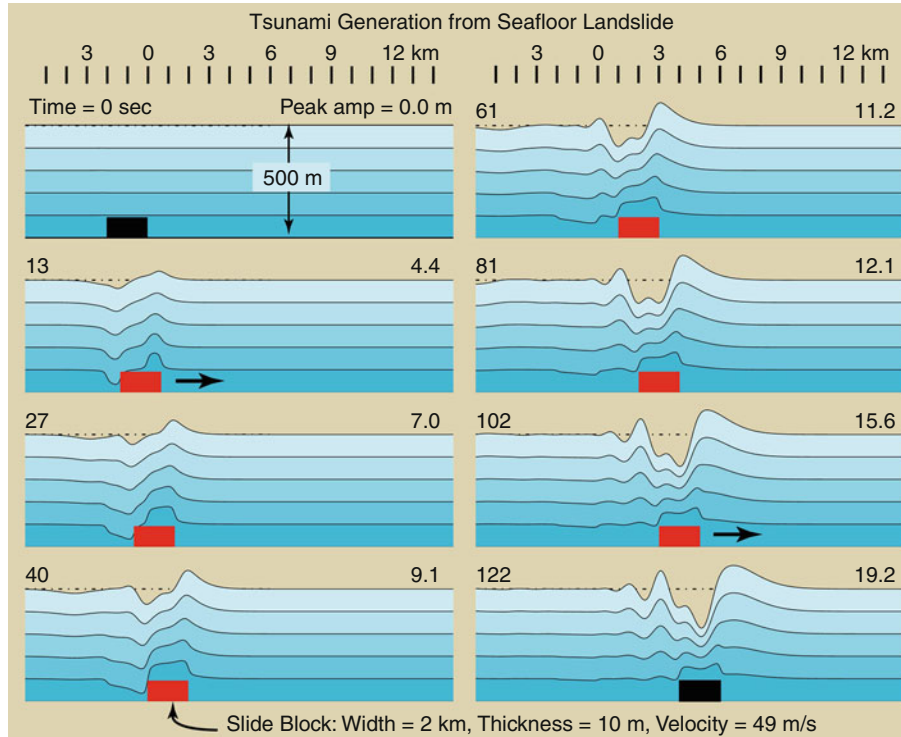 Tsunami Generation from Seafloor Landslide
3 0 3 6 9 12 km
3 0 3 6 9 12 km
Time = 0 sec Peak amp = 0.0 m
500 m
13 4.4
27 7.0
40 9.1
61 11.2
81 12.1
102 15.6
122 19.2
Slide Block: Width = 2 km, Thickness = 10 m, Velocity = 49 m/s